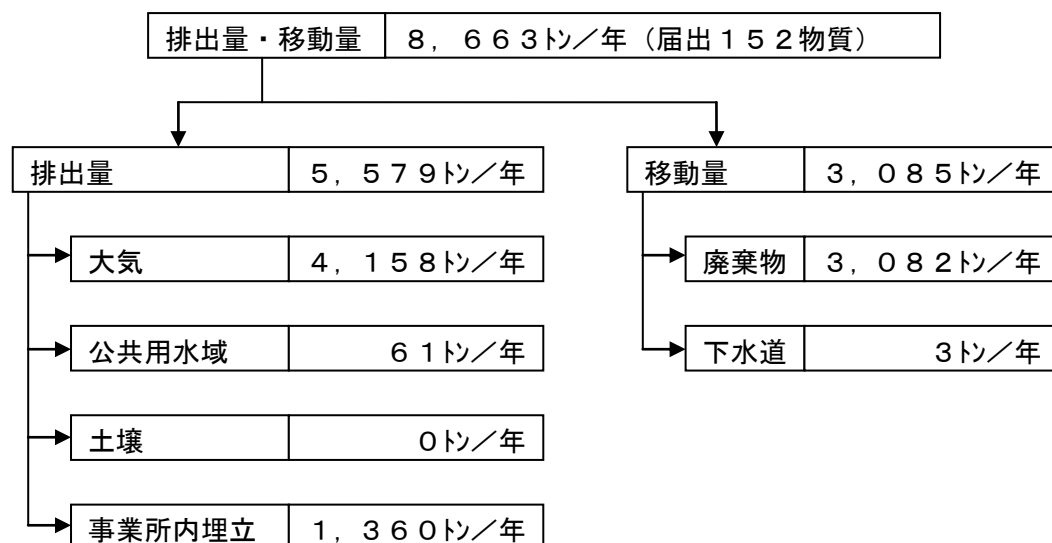 排出量・移動量 ８，６６３㌧／年（届出１５２物質）
排出量 ５，５７９㌧／年
移動量 ３，０８５㌧／年
大気 ４，１５８㌧／年
廃棄物 ３，０８２㌧／年
公共用水域 ６１㌧／年
下水道 ３㌧／年
土壌 ０㌧／年
事業所内埋立 １，３６０㌧／年